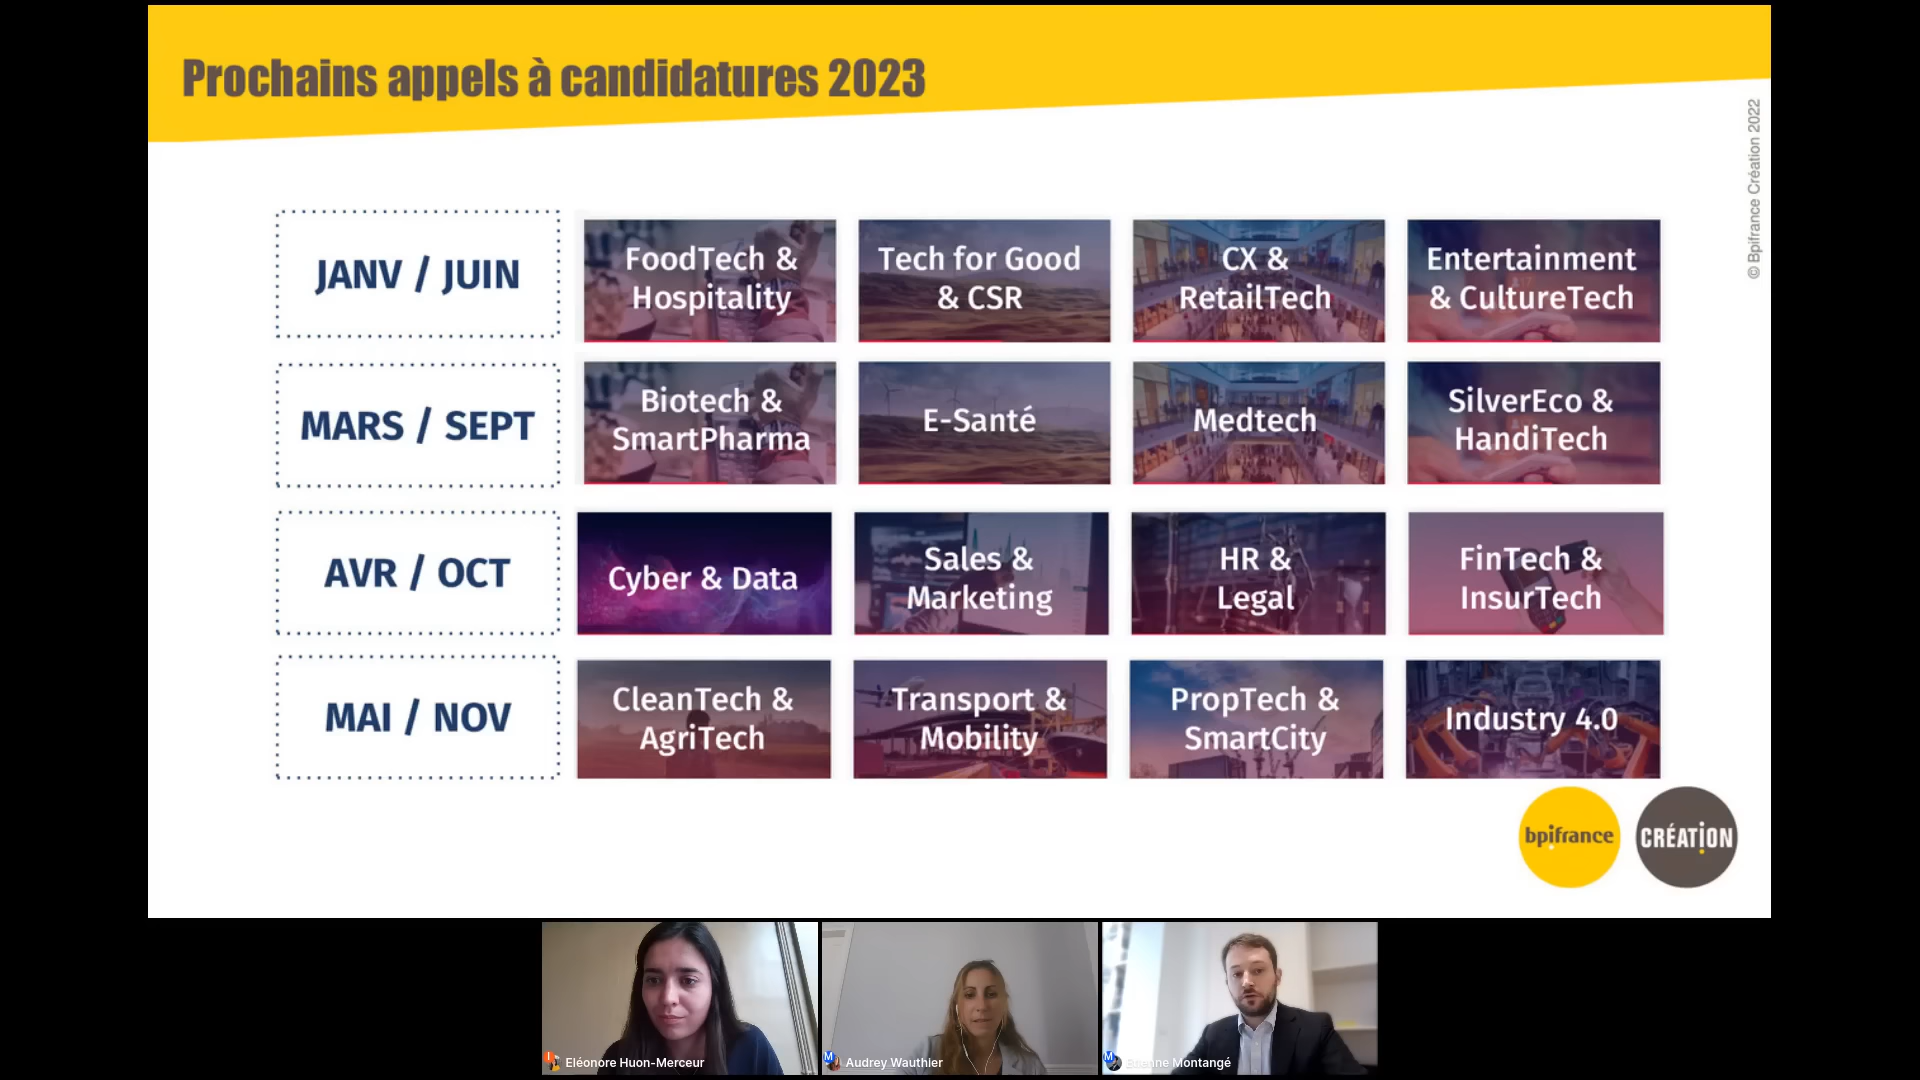 Prochains appels à candidatures 2023
© Bpifrance Création 2022
JANV / JUIN
FoodTech &
Hospitality
Tech for Good
& CSR
CX &
RetailTech
Entertainment
& CultureTech
MARS / SEPT
Biotech &
SmartPharma
E-Santé
Medtech
SilverEco &
HandiTech
AVR / OCT
Cyber & Data
Sales &
Marketing
HR &
Legal
FinTech &
InsurTech
MAI / NOV
CleanTech &
AgriTech
Transport &
Mobility
PropTech &
SmartCity
Industry 4.0
bpifrance
CRÉATION
Eléonore Huon-Merceur
Audrey Wauthier
Montangé